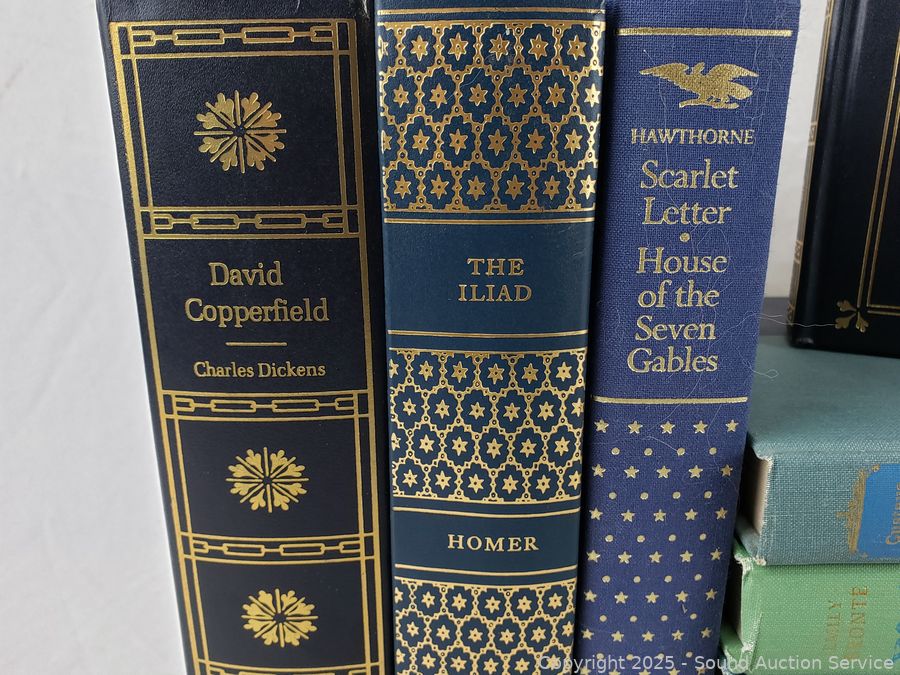 David
Copperfield
Charles Dickens
THE
ILIAD
HOMER
HAWTHORNE
Scarlet
Letter
House
of the
Seven
Gables
Copyright 2025 - Sound Auction Service